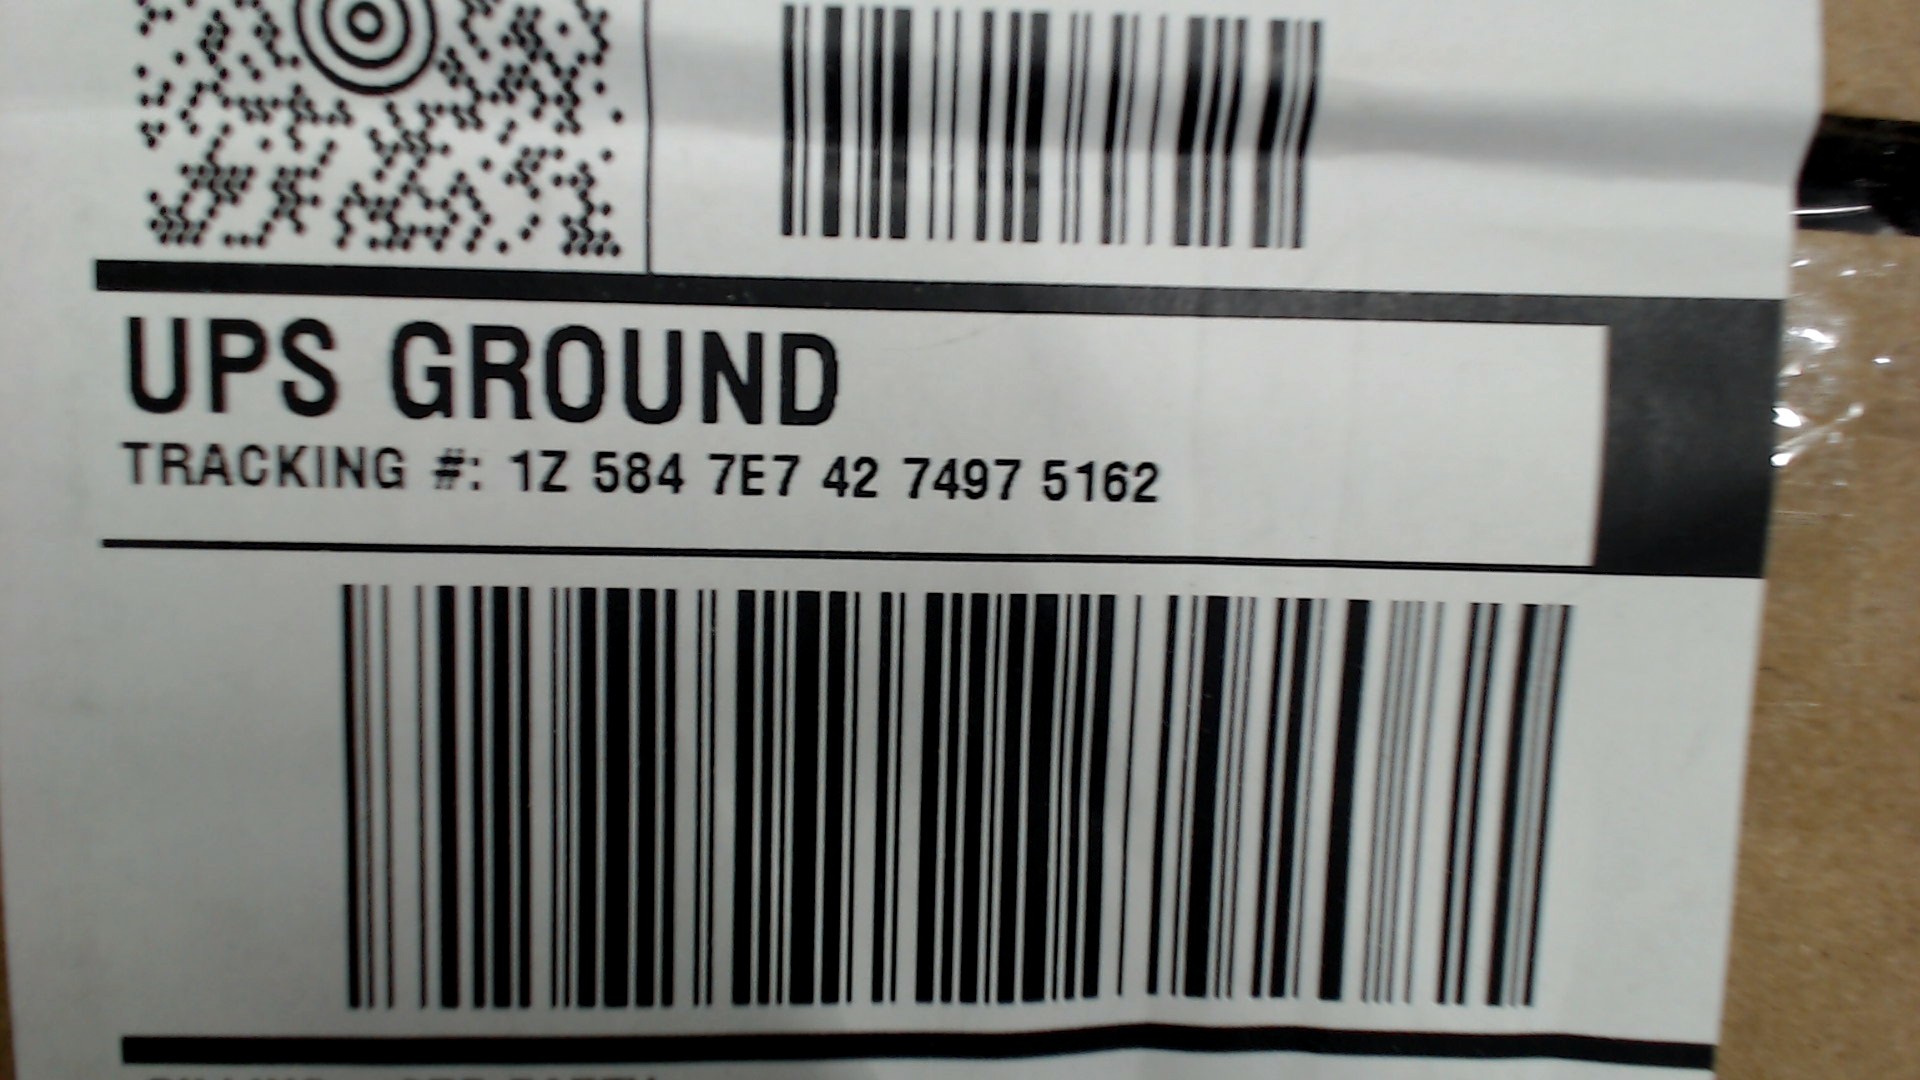 UPS GROUND
TRACKING #: 1Z 584 7E7 42 7497 5162